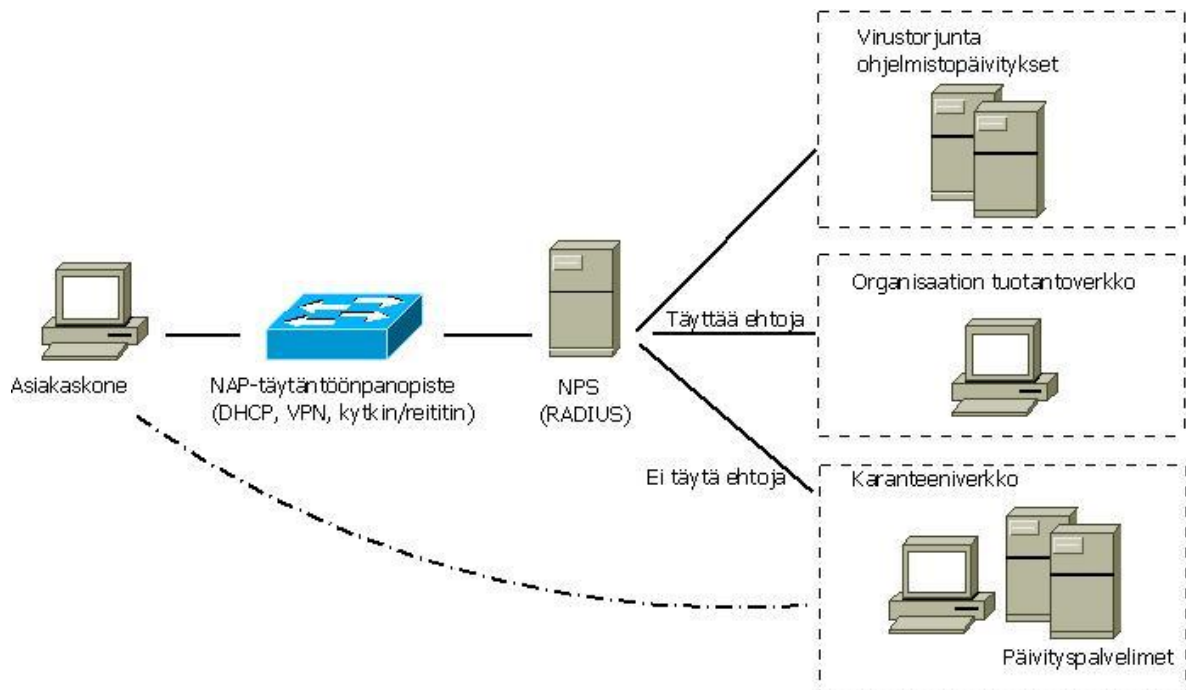 Virustorjunta
ohjelmistopäivitykset
Organisaation tuotantoverkko
Täyttää ehtoja
Asiakaskone
NAP-täytäntöönpanopiste
(DHCP, VPN, kytkin/reititin)
NPS
(RADIUS)
Ei täytä ehtoja
Karanteeniverkko
Päivityspalvelimet